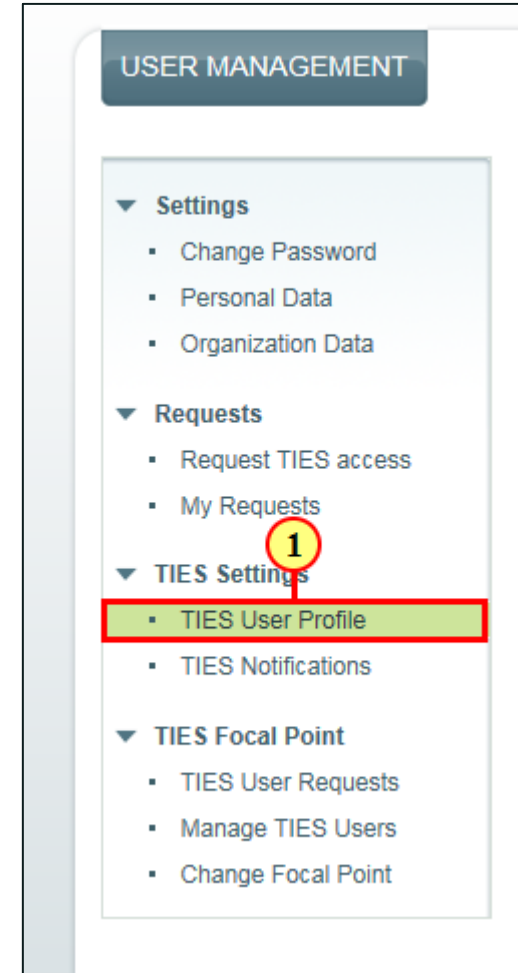 USER MANAGEMENT
Settings
Change Password
Personal Data
Organization Data
Requests
Request TIES access
My Requests
1
TIES Settings
TIES User Profile
TIES Notifications
TIES Focal Point
TIES User Requests
Manage TIES Users
Change Focal Point